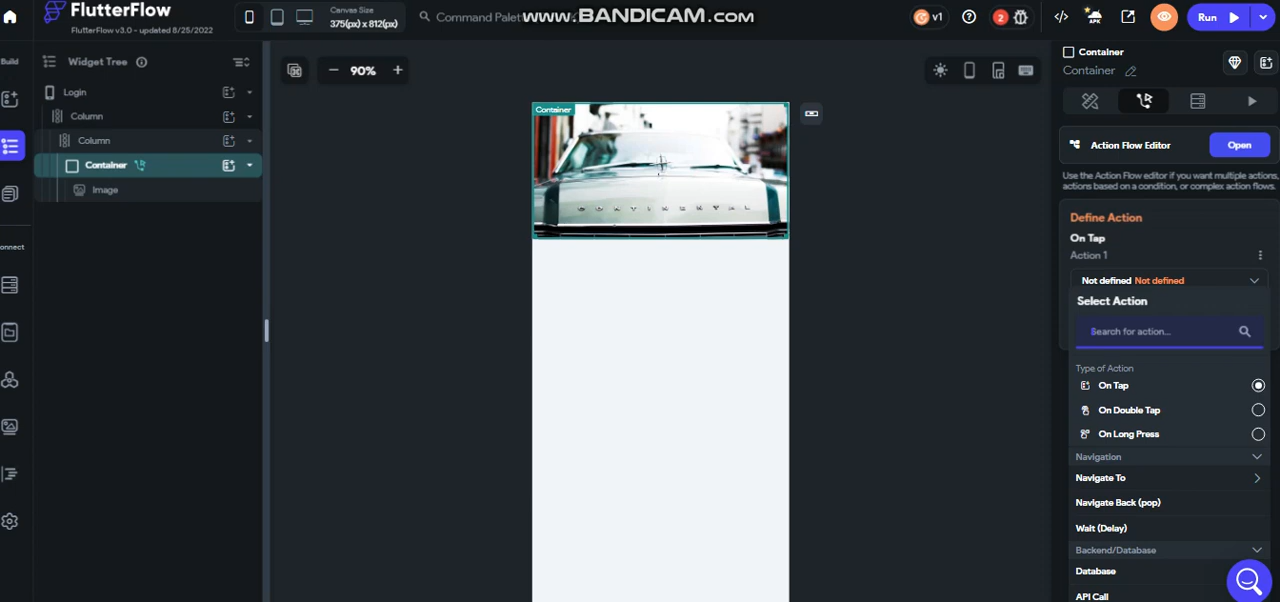 FlutterFlow
FlutterFlow v3.0 - updated 8/25/2022
Canvas Size
375(px) x 812(px)
Command Palet
www.BANDICAM.com
v1
2
APK
Run
Build
Widget Tree
90%
Login
Column
Column
Container
Image
onnect
Container
CONTINENTAL
Container
Container
Action Flow Editor
Open
Use the Action Flow editor if you want multiple actions,
actions based on a condition, or complex action flows.
Define Action
On Tap
Action 1
Not defined Not defined
Select Action
Search for action...
Type of Action
On Tap
On Double Tap
On Long Press
Navigation
Navigate To
Navigate Back (pop)
Wait (Delay)
Backend/Database
Database
API Call